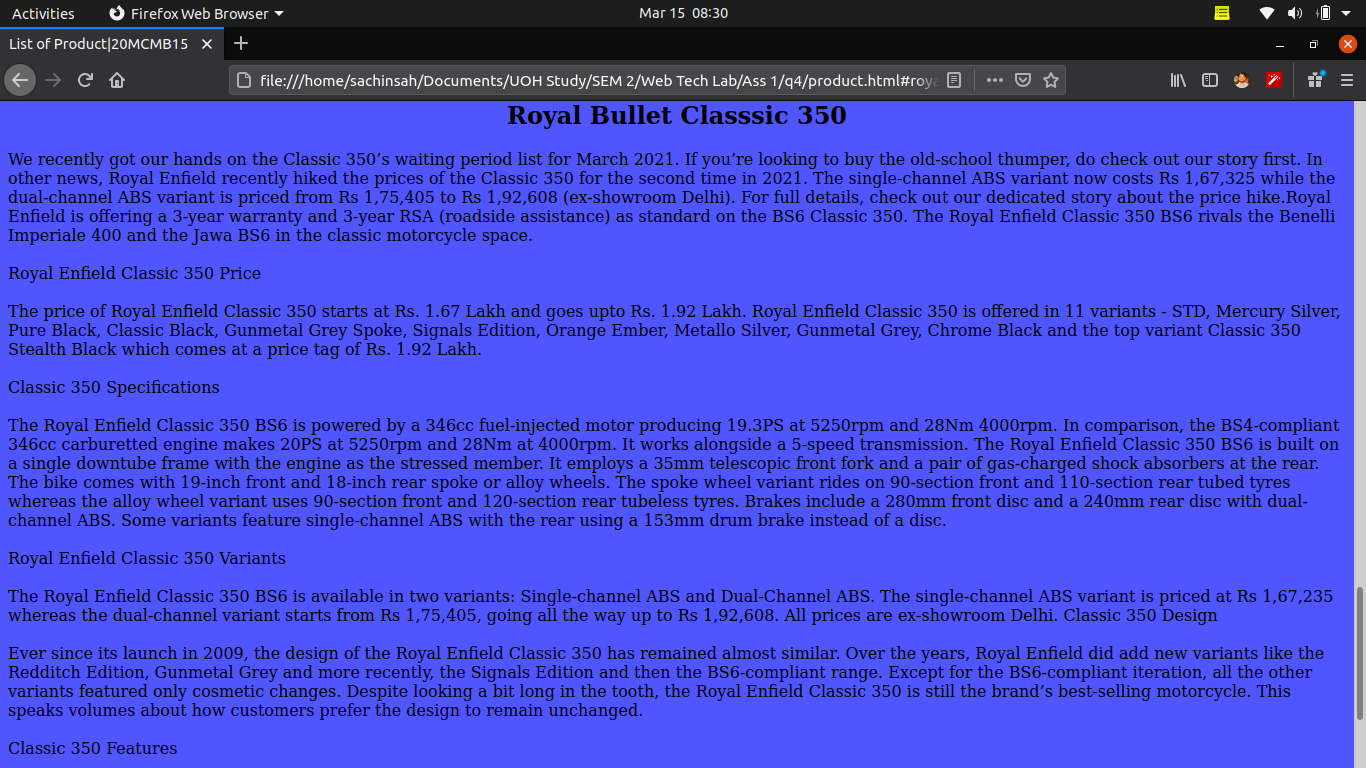 Activities
Firefox Web Browser
Mar 15 08:30
List of Product|20MCMB15
file:///home/sachinsah/Documents/UOH Study/SEM 2/Web Tech Lab/Ass 1/q4/product.html#roya
Royal Bullet Classsic 350
We recently got our hands on the Classic 350’s waiting period list for March 2021. If you’re looking to buy the old-school thumper, do check out our story first. In
other news, Royal Enfield recently hiked the prices of the Classic 350 for the second time in 2021. The single-channel ABS variant now costs Rs 1,67,325 while the
dual-channel ABS variant is priced from Rs 1,75,405 to Rs 1,92,608 (ex-showroom Delhi). For full details, check out our dedicated story about the price hike.Royal
Enfield is offering a 3-year warranty and 3-year RSA (roadside assistance) as standard on the BS6 Classic 350. The Royal Enfield Classic 350 BS6 rivals the Benelli
Imperiale 400 and the Jawa BS6 in the classic motorcycle space.
Royal Enfield Classic 350 Price
The price of Royal Enfield Classic 350 starts at Rs. 1.67 Lakh and goes upto Rs. 1.92 Lakh. Royal Enfield Classic 350 is offered in 11 variants - STD, Mercury Silver,
Pure Black, Classic Black, Gunmetal Grey Spoke, Signals Edition, Orange Ember, Metallo Silver, Gunmetal Grey, Chrome Black and the top variant Classic 350
Stealth Black which comes at a price tag of Rs. 1.92 Lakh.
Classic 350 Specifications
The Royal Enfield Classic 350 BS6 is powered by a 346cc fuel-injected motor producing 19.3PS at 5250rpm and 28Nm 4000rpm. In comparison, the BS4-compliant
346cc carburetted engine makes 20PS at 5250rpm and 28Nm at 4000rpm. It works alongside a 5-speed transmission. The Royal Enfield Classic 350 BS6 is built on
a single downtube frame with the engine as the stressed member. It employs a 35mm telescopic front fork and a pair of gas-charged shock absorbers at the rear.
The bike comes with 19-inch front and 18-inch rear spoke or alloy wheels. The spoke wheel variant rides on 90-section front and 110-section rear tubed tyres
whereas the alloy wheel variant uses 90-section front and 120-section rear tubeless tyres. Brakes include a 280mm front disc and a 240mm rear disc with dual-
channel ABS. Some variants feature single-channel ABS with the rear using a 153mm drum brake instead of a disc.
Royal Enfield Classic 350 Variants
The Royal Enfield Classic 350 BS6 is available in two variants: Single-channel ABS and Dual-Channel ABS. The single-channel ABS variant is priced at Rs 1,67,235
whereas the dual-channel variant starts from Rs 1,75,405, going all the way up to Rs 1,92,608. All prices are ex-showroom Delhi. Classic 350 Design
Ever since its launch in 2009, the design of the Royal Enfield Classic 350 has remained almost similar. Over the years, Royal Enfield did add new variants like the
Redditch Edition, Gunmetal Grey and more recently, the Signals Edition and then the BS6-compliant range. Except for the BS6-compliant iteration, all the other
variants featured only cosmetic changes. Despite looking a bit long in the tooth, the Royal Enfield Classic 350 is still the brand’s best-selling motorcycle. This
speaks volumes about how customers prefer the design to remain unchanged.
Classic 350 Features